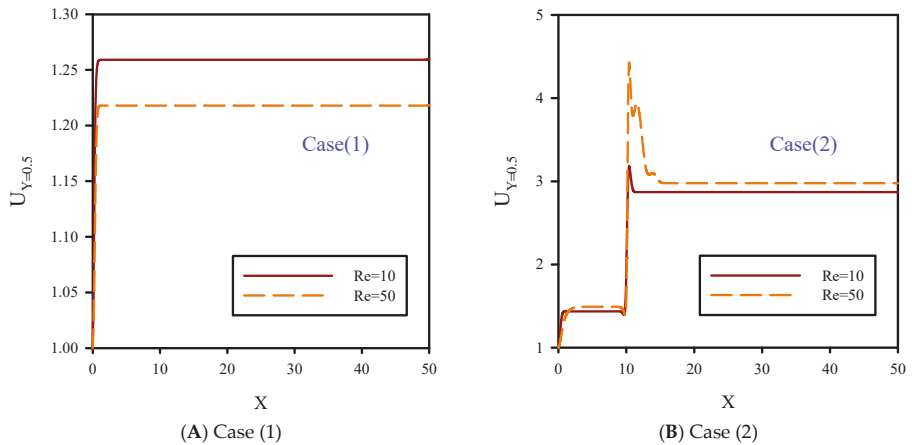 1.30
1.25
1.20
1.15
1.10
1.05
1.00
U_{Y=0.5}
Case(1)
Re=10
Re=50
0 10 20 30 40 50
X
(A) Case (1)
5
4
3
2
1
U_{Y=0.5}
Case(2)
Re=10
Re=50
0 10 20 30 40 50
X
(B) Case (2)